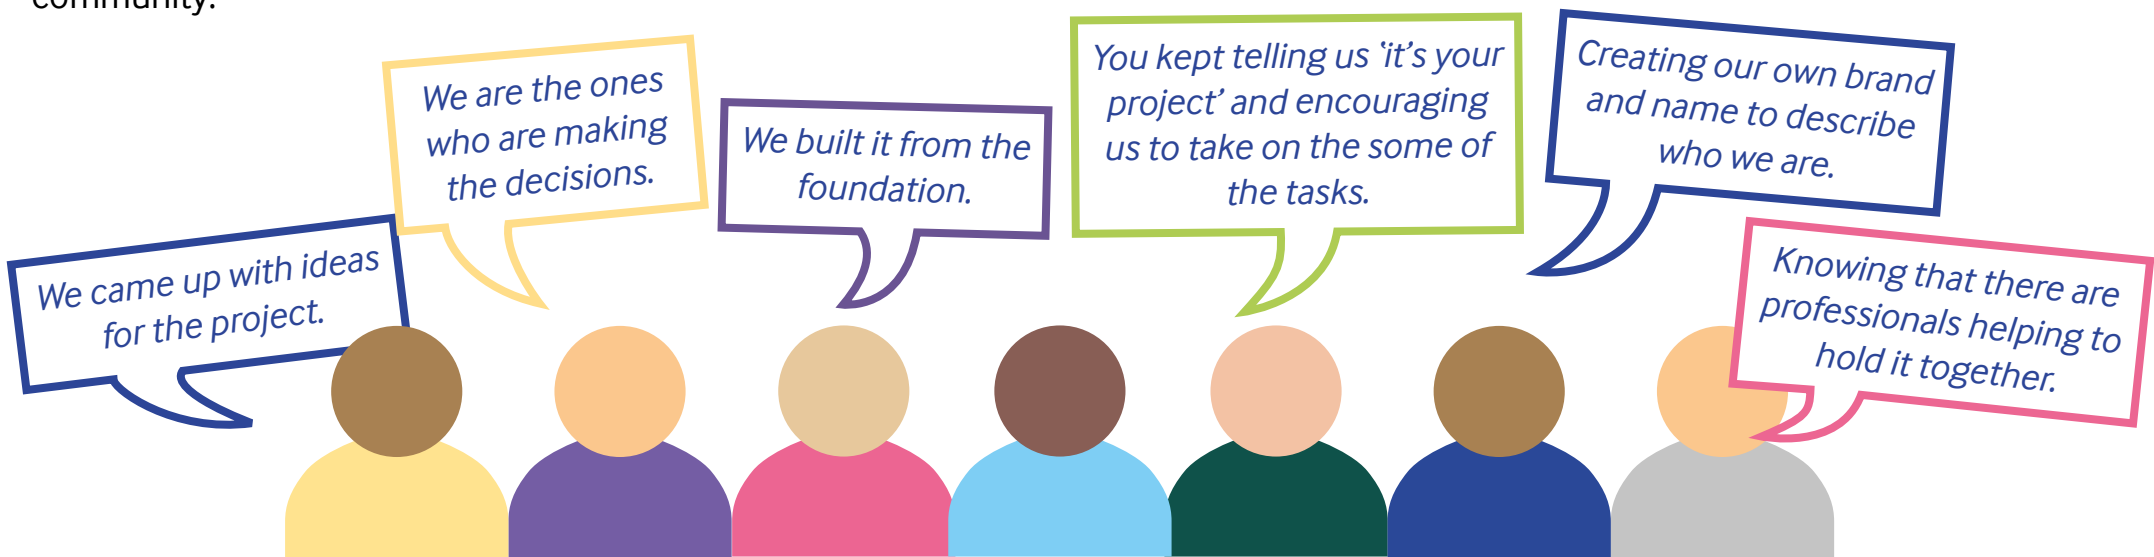 community.
We came up with ideas
for the project.
We are the ones
who are making
the decisions.
We built it from the
foundation.
You kept telling us ‘it’s your
project’ and encouraging
us to take on the some of
the tasks.
Creating our own brand
and name to describe
who we are.
Knowing that there are
professionals helping to
hold it together.